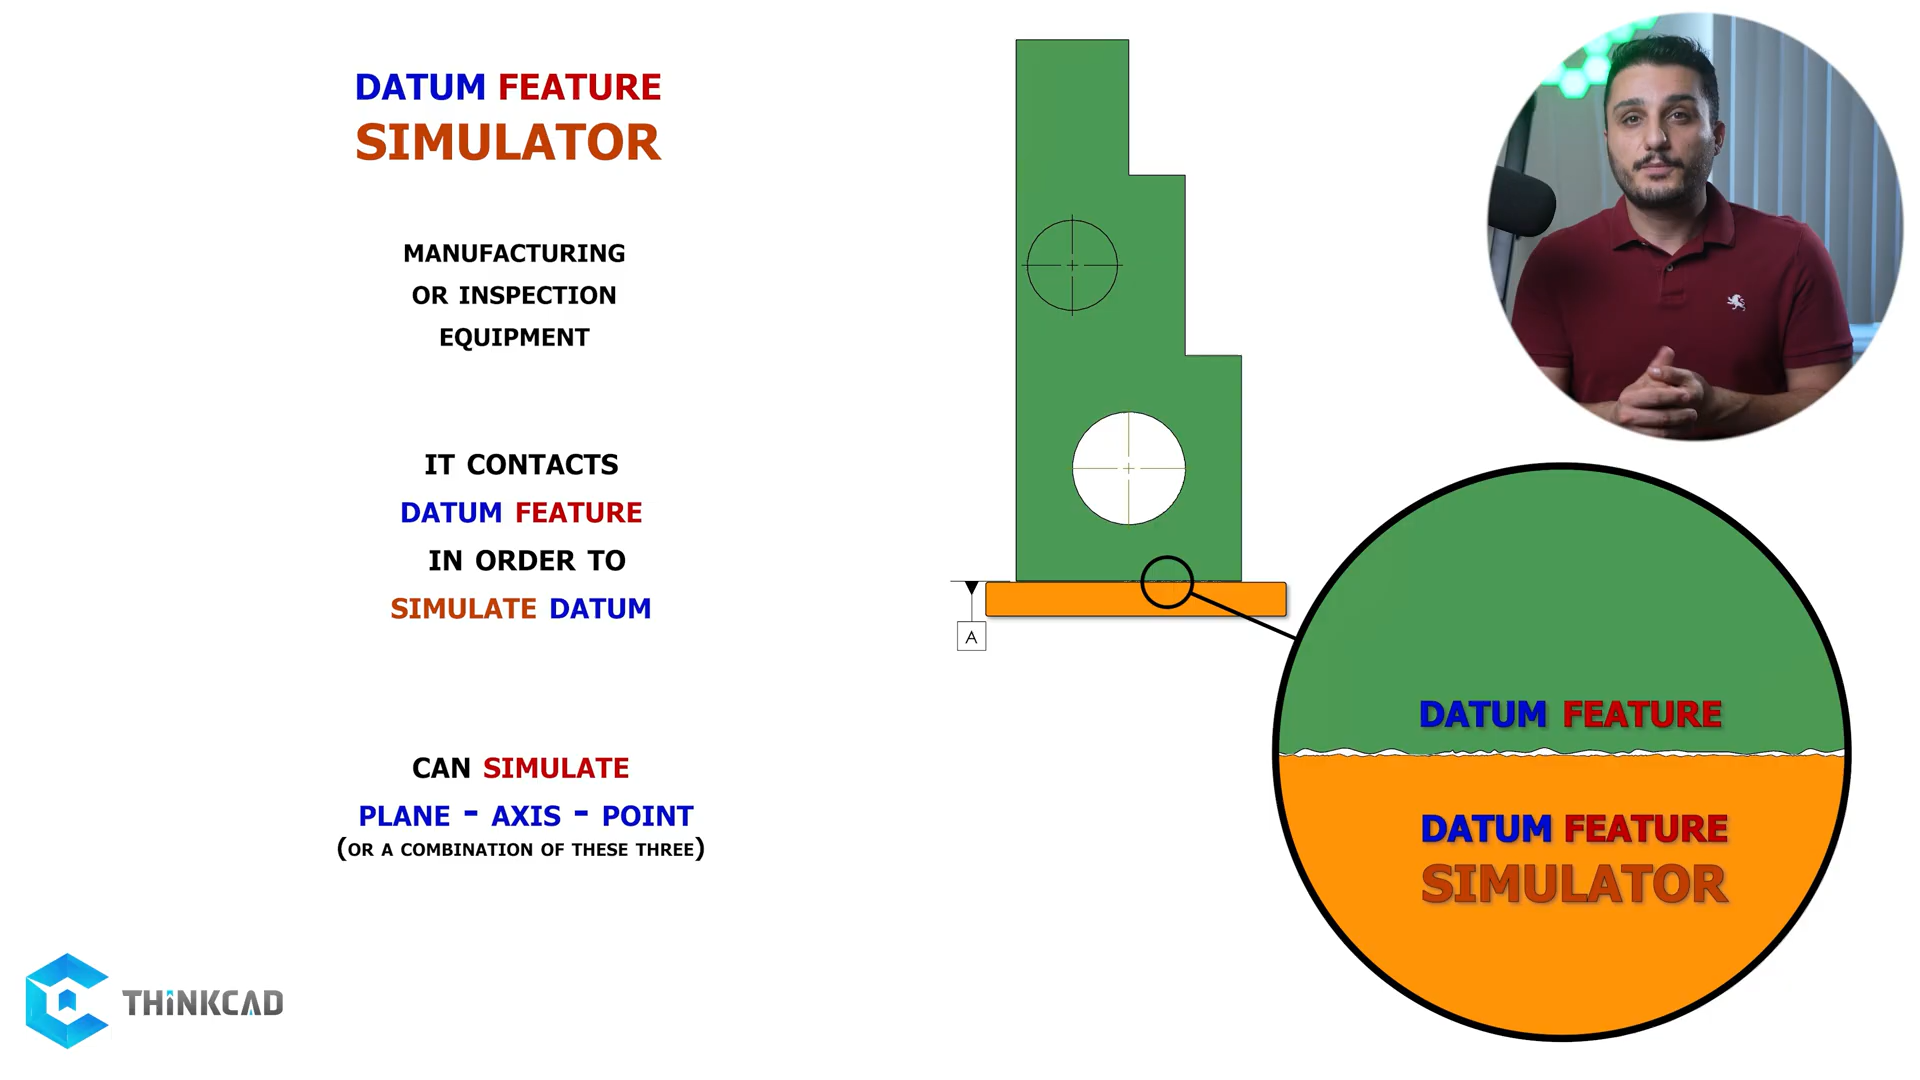 DATUM FEATURE
SIMULATOR
MANUFACTURING
OR INSPECTION
EQUIPMENT
IT CONTACTS
DATUM FEATURE
IN ORDER TO
SIMULATE DATUM
CAN SIMULATE
PLANE - AXIS - POINT
(OR A COMBINATION OF THESE THREE)
A
DATUM FEATURE
DATUM FEATURE
SIMULATOR
THINKCAD